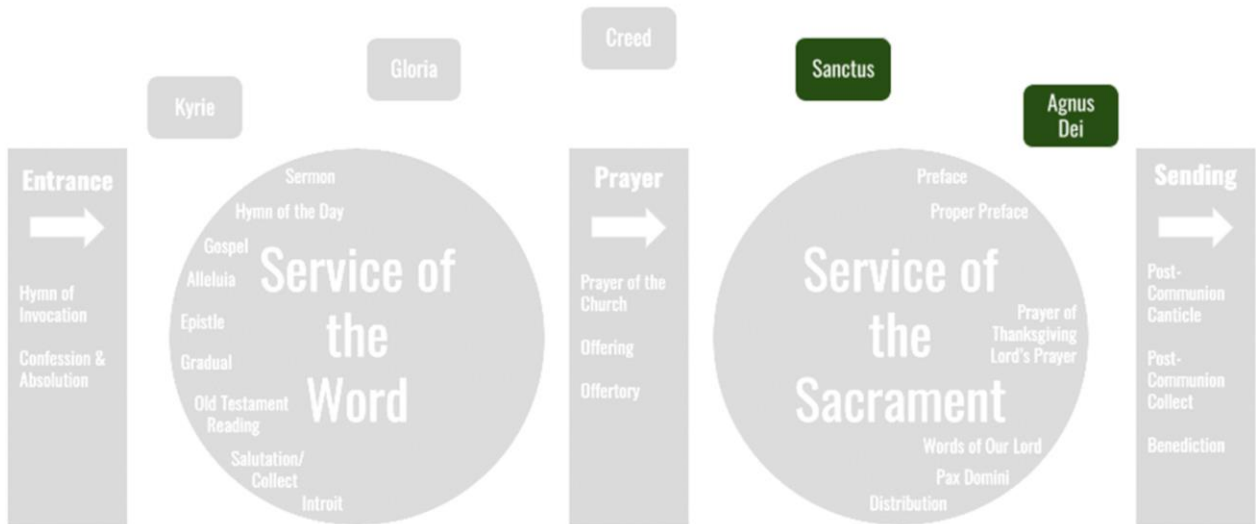 Kyrie
Gloria
Creed
Sanctus
Agnus
Dei
Entrance
Hymn of
Invocation
Confession &
Absolution
Sermon
Hymn of the Day
Gospel
Alleluia
Epistle
Gradual
Old Testament
Reading
Salutation/
Collect
Introit
Service of
the
Word
Prayer
Prayer of the
Church
Offering
Offertory
Preface
Proper Preface
Service of
the
Sacrament
Prayer of
Thanksgiving
Lord's Prayer
Words of Our Lord
Pax Domini
Distribution
Sending
Post-
Communion
Canticle
Post-
Communion
Collect
Benediction